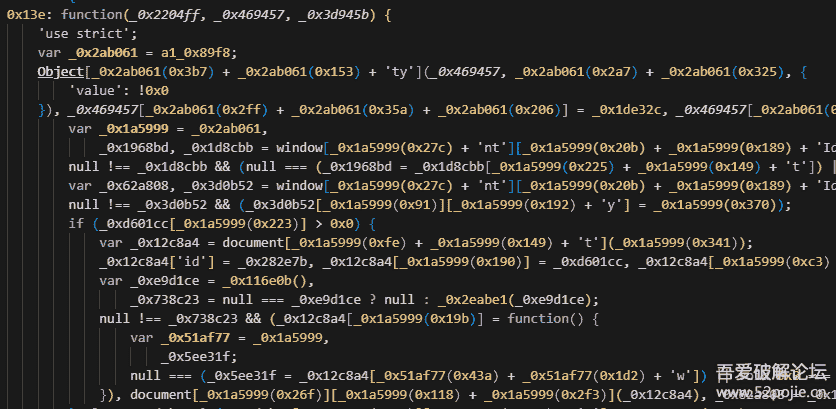 0x13e: function(_0x2204ff, _0x469457, _0x3d945b) {
'use strict';
var _0x2ab061 = a1_0x89f8;
Object[_0x2ab061(0x3b7) + _0x2ab061(0x153) + 'ty'](_0x469457, _0x2ab061(0x2a7) + _0x2ab061(0x325), {
'value': !0x0
}), _0x469457[_0x2ab061(0x2ff) + _0x2ab061(0x35a) + _0x2ab061(0x206)] = _0x1de32c, _0x469457[_0x2ab061(0
var _0x1a5999 = _0x2ab061,
_0x1968bd, _0x1d8cbb = window[_0x1a5999(0x27c) + 'nt'][_0x1a5999(0x20b) + _0x1a5999(0x189) + 'Id
null !== _0x1d8cbb && (null === (_0x1968bd = _0x1d8cbb[_0x1a5999(0x225) + _0x1a5999(0x149) + 't']) |
var _0x62a808, _0x3d0b52 = window[_0x1a5999(0x27c) + 'nt'][_0x1a5999(0x20b) + _0x1a5999(0x189) + 'Id
null !== _0x3d0b52 && (_0x3d0b52[_0x1a5999(0x91)][_0x1a5999(0x192) + 'y'] = _0x1a5999(0x370));
if (_0xd601cc[_0x1a5999(0x223)] > 0x0) {
var _0x12c8a4 = document[_0x1a5999(0xfe) + _0x1a5999(0x149) + 't'](_0x1a5999(0x341));
_0x12c8a4['id'] = _0x282e7b, _0x12c8a4[_0x1a5999(0x190)] = _0xd601cc, _0x12c8a4[_0x1a5999(0xc3)
var _0xe9d1ce = _0x116e0b(),
_0x738c23 = null === _0xe9d1ce ? null : _0x2eabe1(_0xe9d1ce);
null !== _0x738c23 && (_0x12c8a4[_0x1a5999(0x19b)] = function() {
var _0x51af77 = _0x1a5999,
_0x5ee31f;
null === (_0x5ee31f = _0x12c8a4[_0x51af77(0x43a) + _0x51af77(0x1d2) + 'w'])
}), document[_0x1a5999(0x26f)][_0x1a5999(0x118) + _0x1a5999(0x2f3)](_0x12c8a4),
吾爱破解论坛
www.52pojie.cn